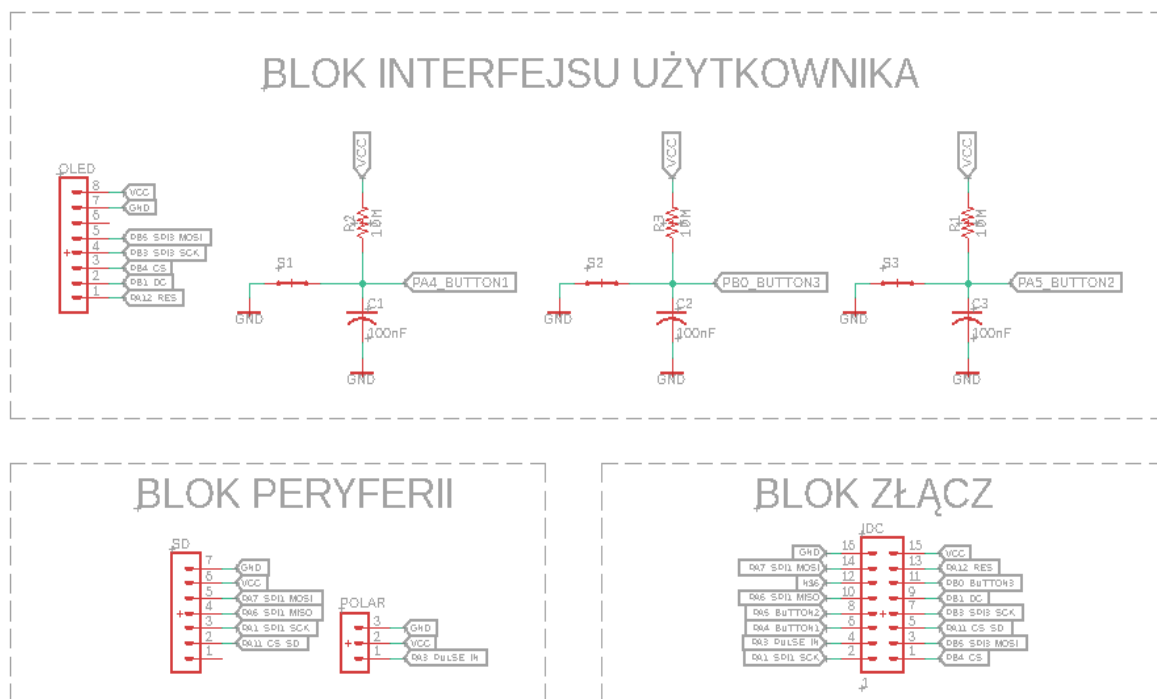 BLOK INTERFEJSU UŻYTKOWNIKA
OLED
8 VCC
7 GND
6
5 PB5 SPI3 MOSI
4 PB3 SPI3 SCK
3 PB4 CS
2 PB1 DC
1 PA12 RES
VCC
R2
S1
PA4_BUTTON1
GND
C1
100nF
GND
VCC
R3
S2
PB0_BUTTON3
GND
C2
100nF
GND
VCC
R1
S3
PA5_BUTTON2
GND
C3
100nF
GND
BLOK PERYFERII
SD
7 GND
6 VCC
5 PA7 SPI1 MOSI
4 PA6 SPI1 MISO
3 PA1 SPI1 SCK
2 PA11 CS SD
1
POLAR
3 GND
2 VCC
1 PA3 PULSE IN
BLOK ZŁĄCZ
IDC
GND 16 15 VCC
PA7 SPI1 MOSI 14 13 PA12 RES
12 11 PB0 BUTTON3
PA6 SPI1 MISO 10 9 PB1 DC
PA5 BUTTON2 8 7 PB3 SPI3 SCK
PA4 BUTTON1 6 5 PA11 CS SD
PA3 PULSE IN 4 3 PB5 SPI3 MOSI
PA1 SPI1 SCK 2 1 PB4 CS
1